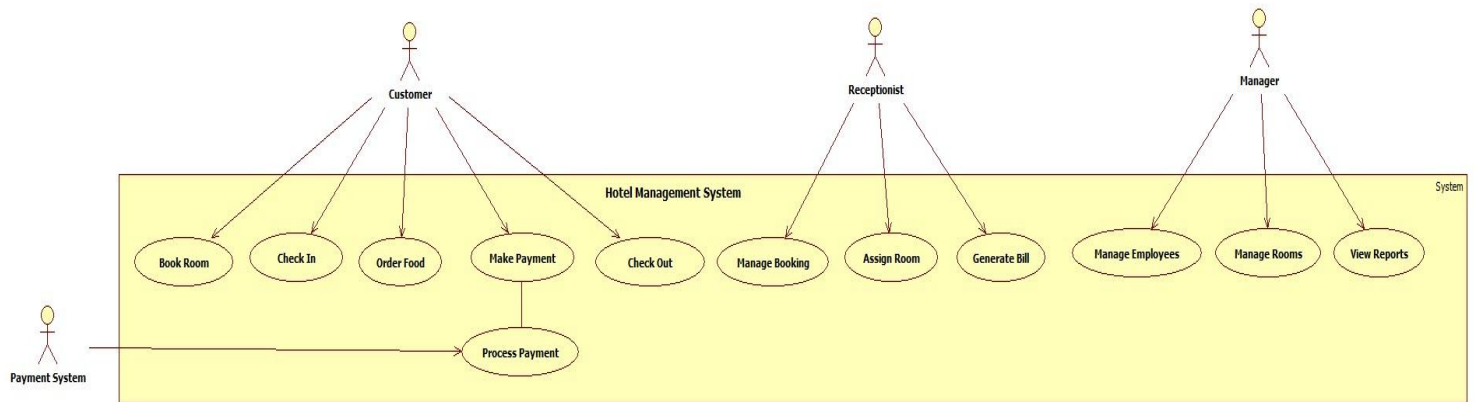 Customer
Receptionist
Manager
Hotel Management System
System
Book Room
Check In
Order Food
Make Payment
Check Out
Manage Booking
Assign Room
Generate Bill
Manage Employees
Manage Rooms
View Reports
Process Payment
Payment System